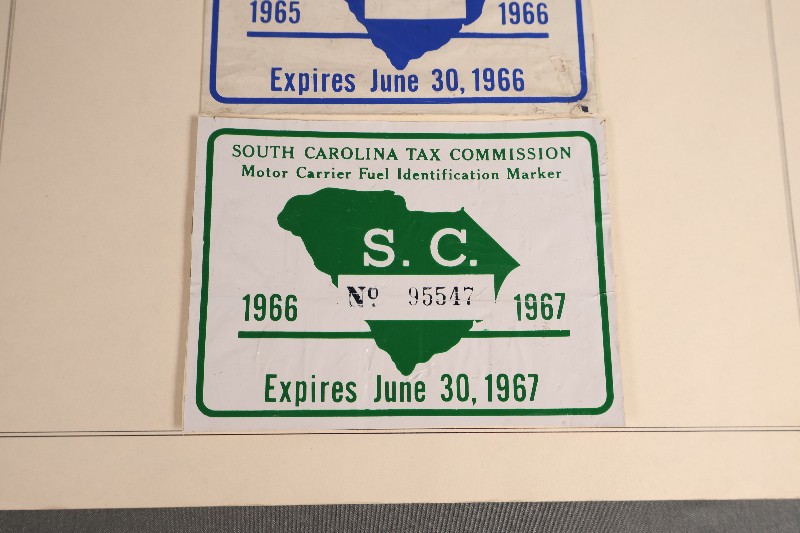 1965 1966
Expires June 30, 1966
SOUTH CAROLINA TAX COMMISSION
Motor Carrier Fuel Identification Marker
S. C.
Nº 95547
1966 1967
Expires June 30, 1967